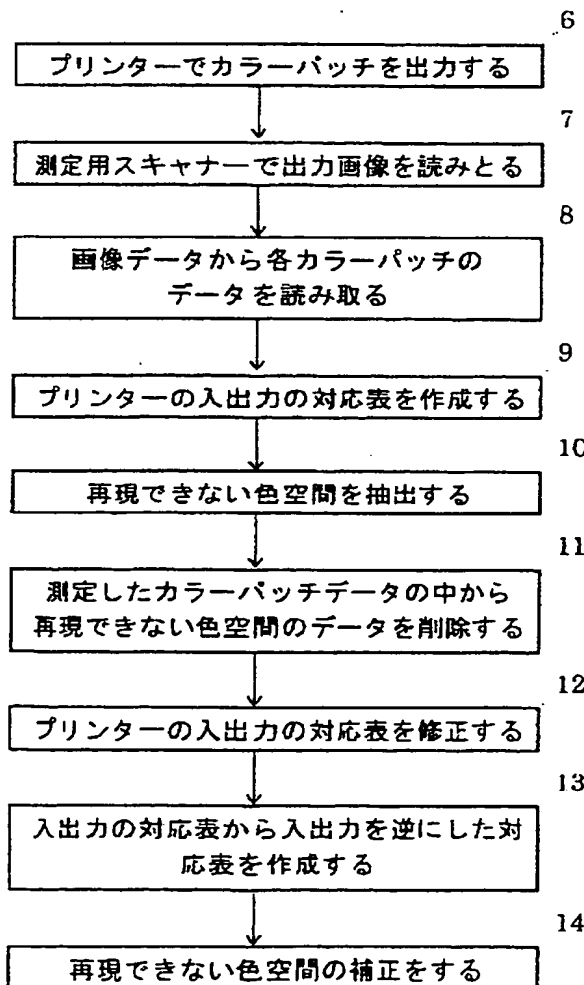 6
プリンターでカラーパッチを出力する
7
測定用スキャナーで出力画像を読みとる
8
画像データから各カラーパッチの
データを読み取る
9
プリンターの入出力の対応表を作成する
10
再現できない色空間を抽出する
11
測定したカラーパッチデータの中から
再現できない色空間のデータを削除する
12
プリンターの入出力の対応表を修正する
13
入出力の対応表から入出力を逆にした対
応表を作成する
14
再現できない色空間の補正をする